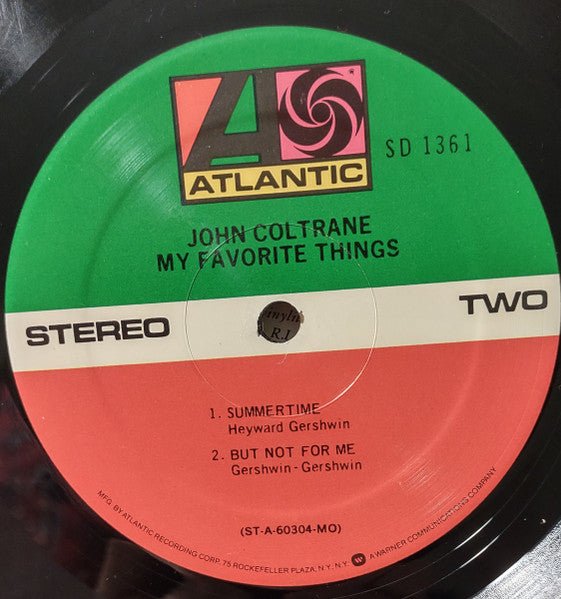 ATLANTIC
SD 1361
JOHN COLTRANE
MY FAVORITE THINGS
STEREO
TWO
R.I
1. SUMMERTIME
Heyward Gershwin
2. BUT NOT FOR ME
Gershwin - Gershwin
(ST-A-60304-MO)
MFG. BY ATLANTIC RECORDING CORP. 75 ROCKEFELLER PLAZA, N.Y. N.Y. W A WARNER COMMUNICATIONS COMPANY